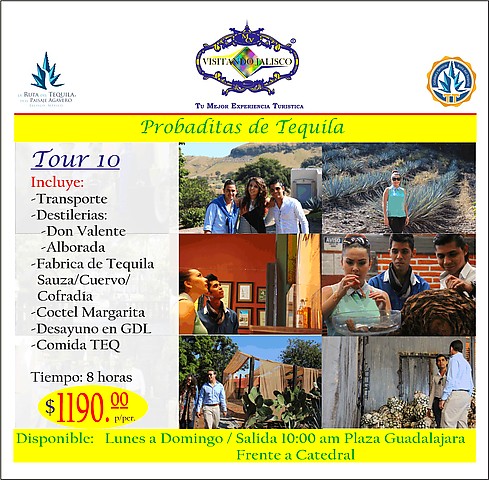 VISITANDO JALISCO
TU MEJOR EXPERIENCIA TURISTICA
LA RUTA DEL TEQUILA,
Probaditas de Tequila
Tour 10
Incluye:
-Transporte
-Destilerias:
-Don Valente
-Alborada
-Fabrica de Tequila
Sauza/Cuervo/
Cofradía
-Coctel Margarita
-Desayuno en GDL
-Comida TEQ
Tiempo: 8 horas
$1190.00
p/per.
AVISO
Disponible: Lunes a Domingo / Salida 10:00 am Plaza Guadalajara
Frente a Catedral